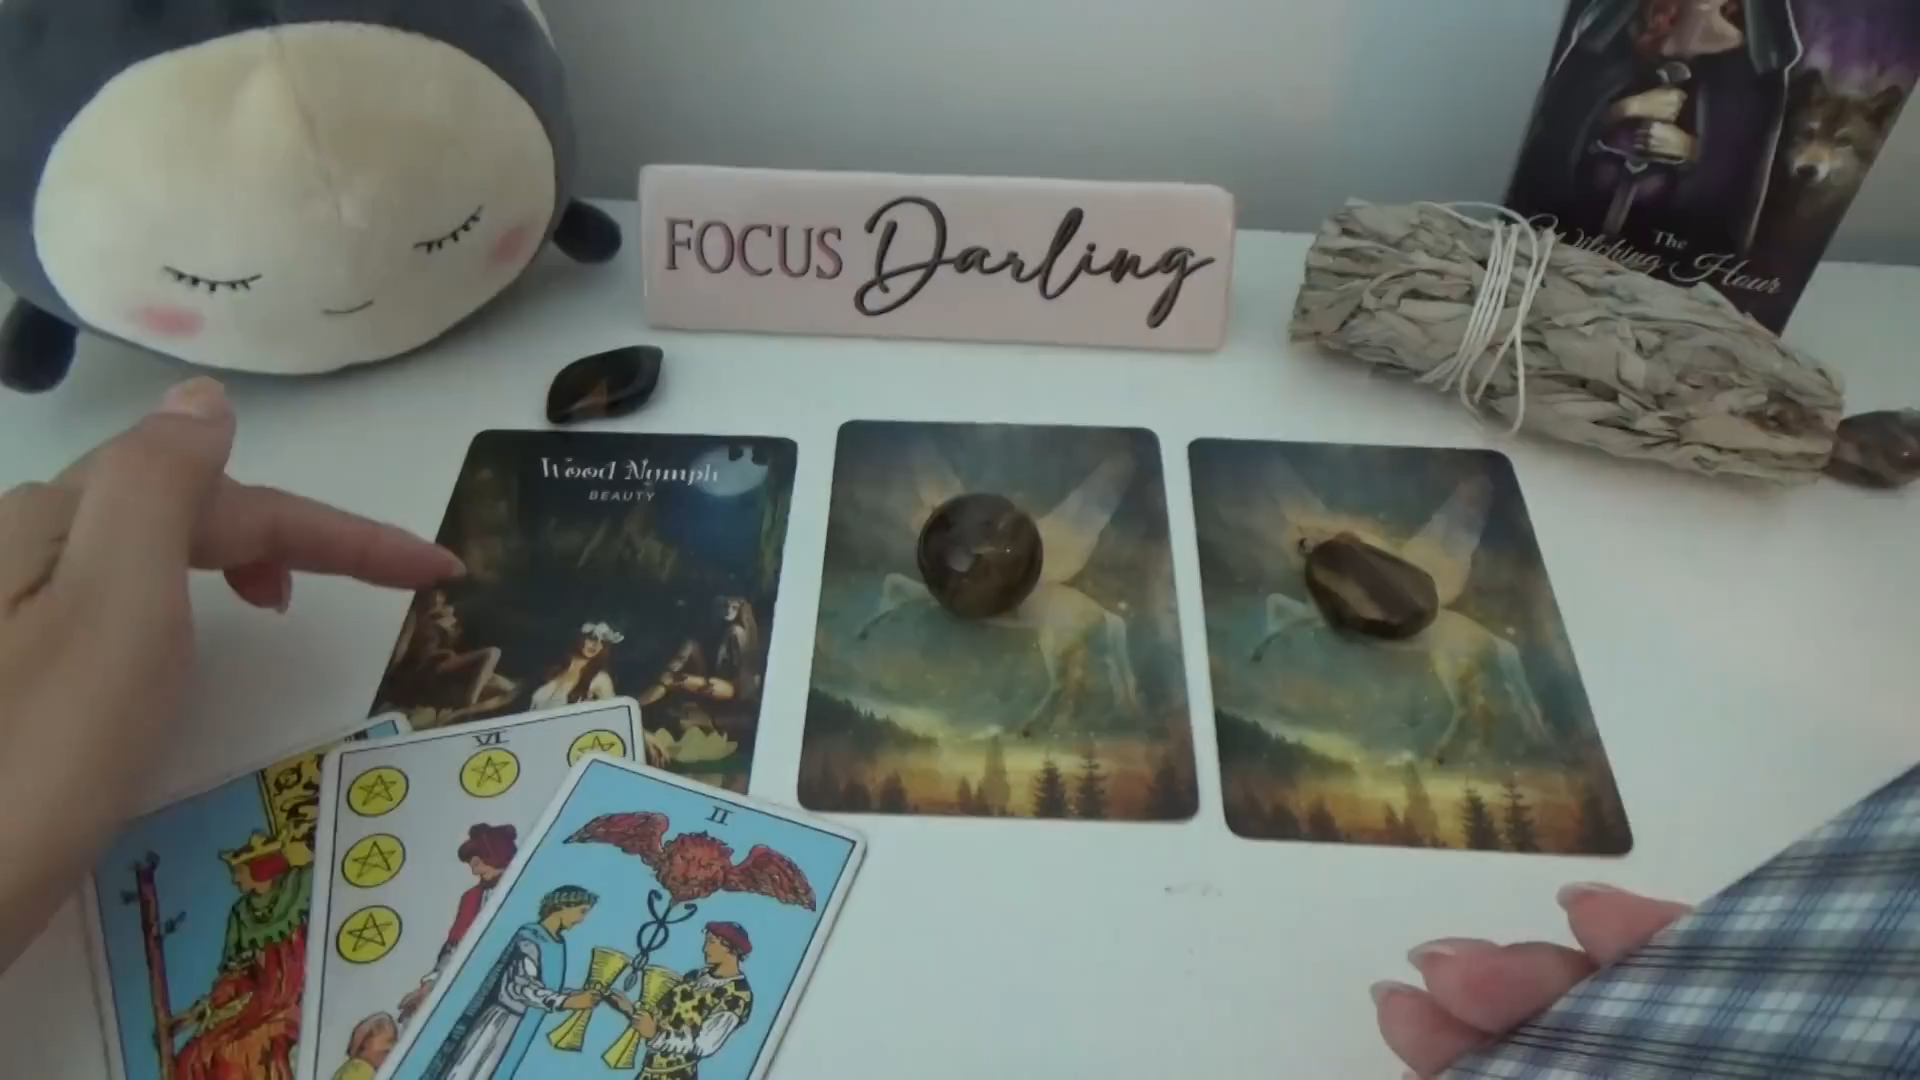 FOCUS Darling
The
Witching Hour
Wood Nymph
BEAUTY
VI
II